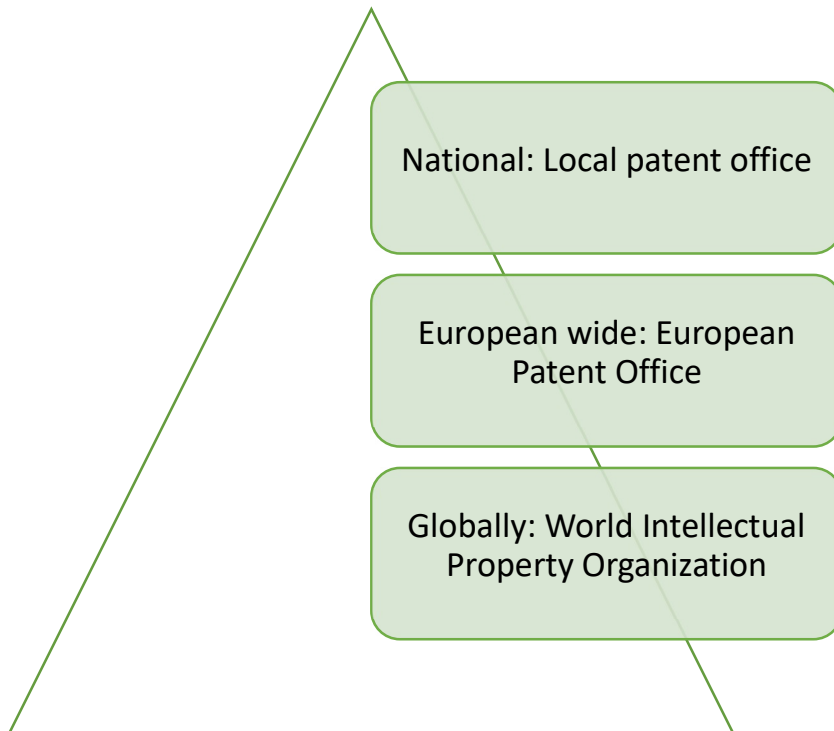 National: Local patent office
European wide: European
Patent Office
Globally: World Intellectual
Property Organization